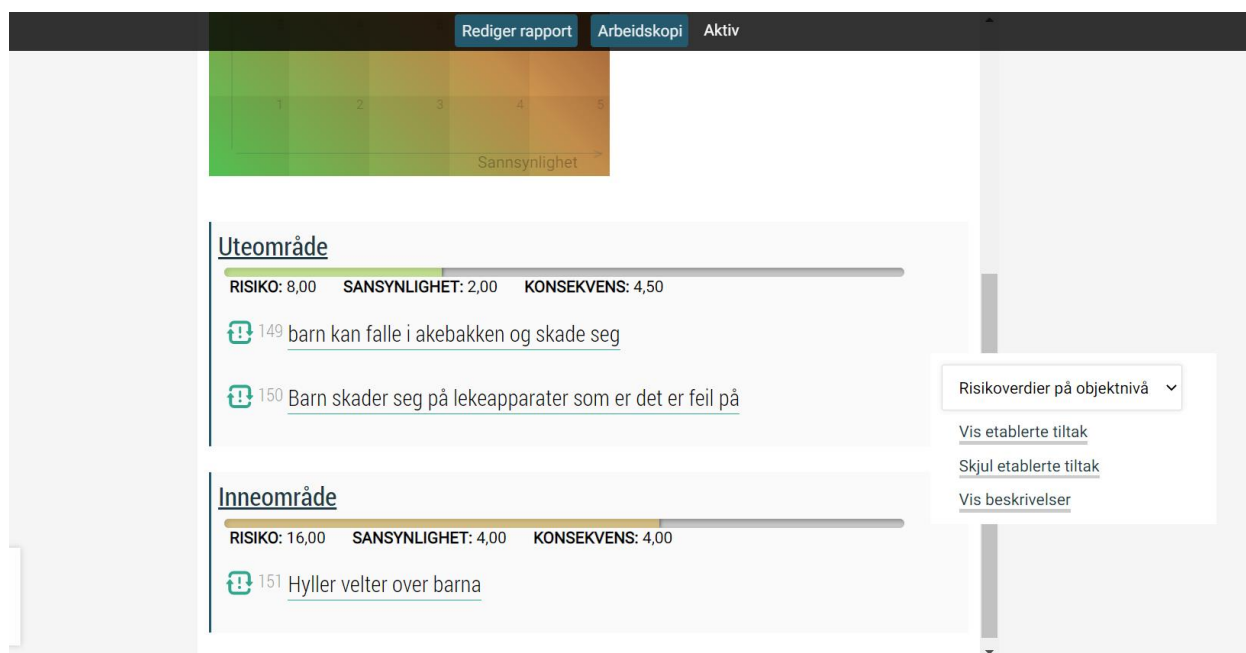 Rediger rapport Arbeidskopi Aktiv
1 2 3 4 5
Sannsynlighet
Uteområde
RISIKO: 8,00 SANSYNLIGHET: 2,00 KONSEKVENS: 4,50
149 barn kan falle i akebakken og skade seg
150 Barn skader seg på lekeapparater som er det er feil på
Risikoverdier på objektnivå
Vis etablerte tiltak
Skjul etablerte tiltak
Vis beskrivelser
Inneområde
RISIKO: 16,00 SANSYNLIGHET: 4,00 KONSEKVENS: 4,00
151 Hyller velter over barna